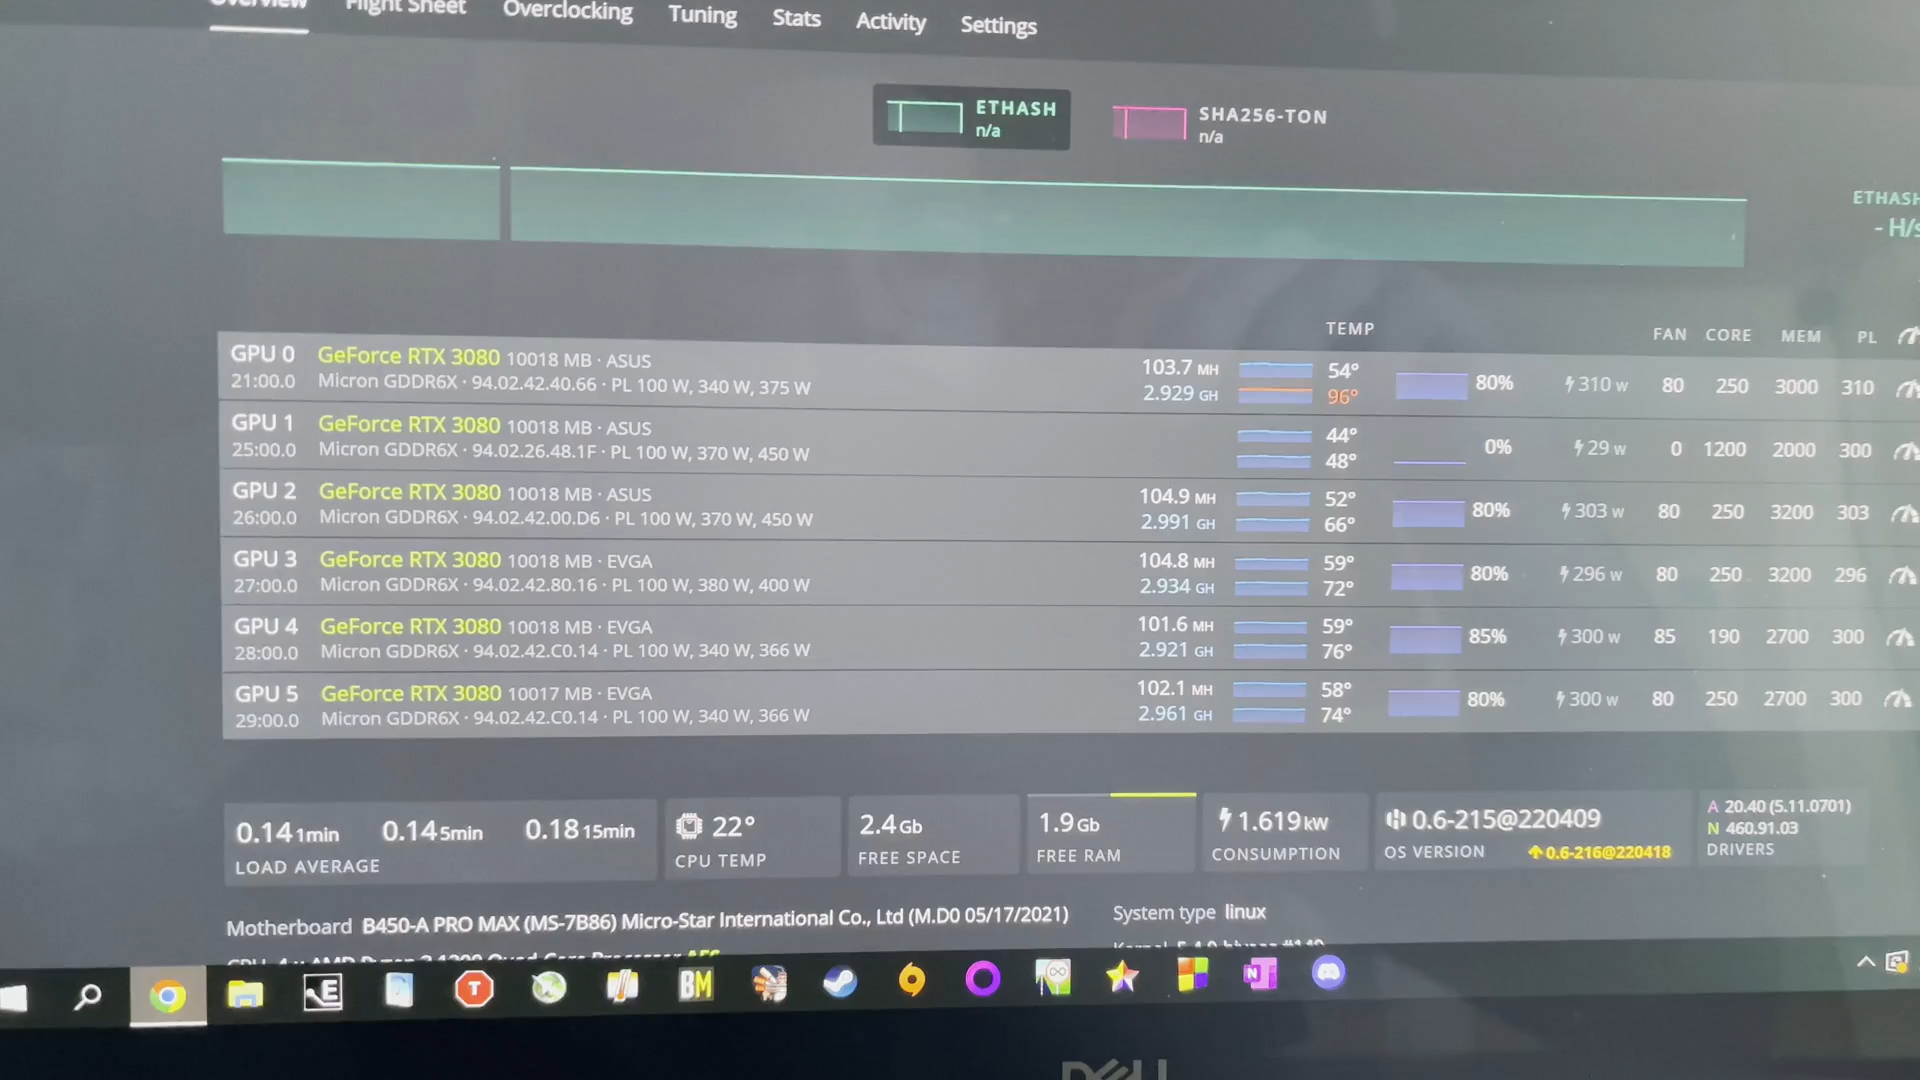 Overview Flight Sheet Overclocking Tuning Stats Activity Settings
ETHASH
n/a
SHA256-TON
n/a
ETHASH
- H/s
TEMP FAN CORE MEM PL
GPU 0 GeForce RTX 3080 10018 MB · ASUS 103.7 MH 54° 80% 310 W 80 250 3000 310
21:00.0 Micron GDDR6X · 94.02.42.40.66 · PL 100 W, 340 W, 375 W 2.929 GH 96°
GPU 1 GeForce RTX 3080 10018 MB · ASUS 44° 0% 29 W 0 1200 2000 300
25:00.0 Micron GDDR6X · 94.02.26.48.1F · PL 100 W, 370 W, 450 W 48°
GPU 2 GeForce RTX 3080 10018 MB · ASUS 104.9 MH 52° 80% 303 W 80 250 3200 303
26:00.0 Micron GDDR6X · 94.02.42.00.D6 · PL 100 W, 370 W, 450 W 2.991 GH 66°
GPU 3 GeForce RTX 3080 10018 MB · EVGA 104.8 MH 59° 80% 296 W 80 250 3200 296
27:00.0 Micron GDDR6X · 94.02.42.80.16 · PL 100 W, 380 W, 400 W 2.934 GH 72°
GPU 4 GeForce RTX 3080 10018 MB · EVGA 101.6 MH 59° 85% 300 W 85 190 2700 300
28:00.0 Micron GDDR6X · 94.02.42.C0.14 · PL 100 W, 340 W, 366 W 2.921 GH 76°
GPU 5 GeForce RTX 3080 10017 MB · EVGA 102.1 MH 58° 80% 300 W 80 250 2700 300
29:00.0 Micron GDDR6X · 94.02.42.C0.14 · PL 100 W, 340 W, 366 W 2.961 GH 74°
0.14 1min 0.14 5min 0.18 15min
LOAD AVERAGE
22°
CPU TEMP
2.4 Gb
FREE SPACE
1.9 Gb
FREE RAM
1.619 kW
CONSUMPTION
0.6-215@220409
OS VERSION 0.6-216@220418
A 20.40 (5.11.0701)
N 460.91.03
DRIVERS
Motherboard B450-A PRO MAX (MS-7B86) Micro-Star International Co., Ltd (M.D0 05/17/2021)
System type linux
BM
DELL